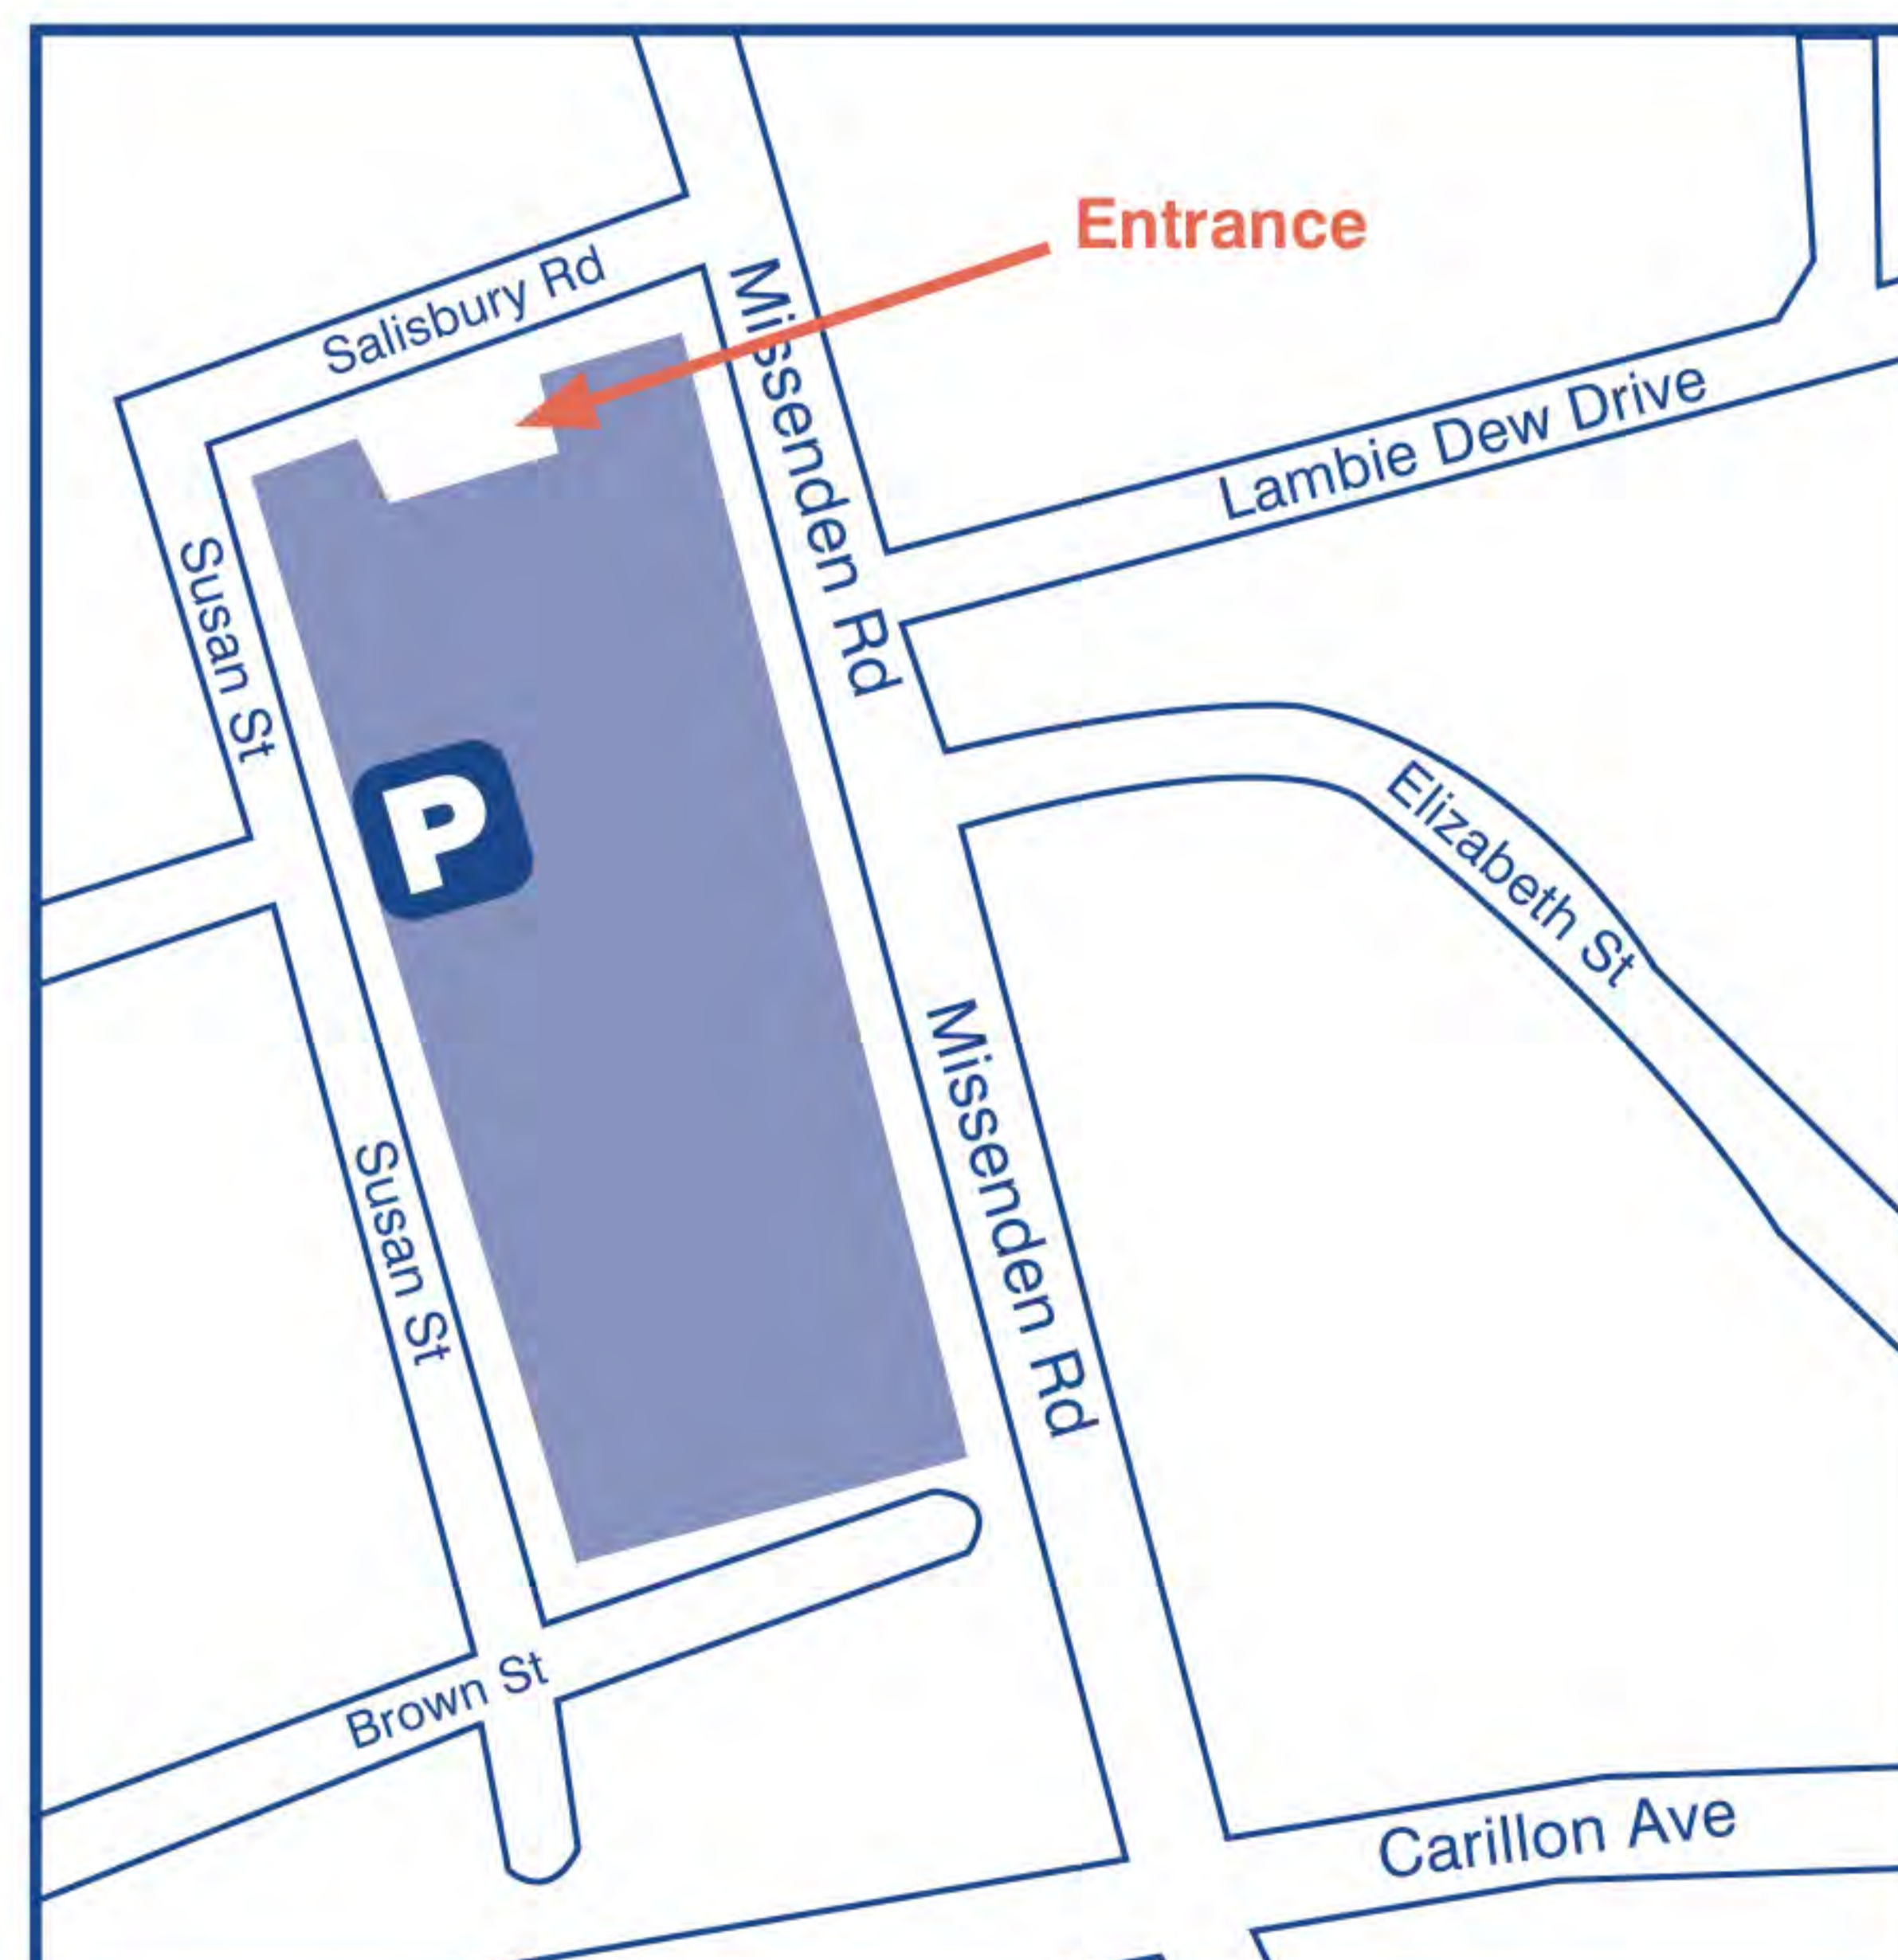 Entrance
Salisbury Rd
Missenden Rd
Lambie Dew Drive
Susan St
P
Elizabeth St
Missenden Rd
Susan St
Brown St
Carillon Ave